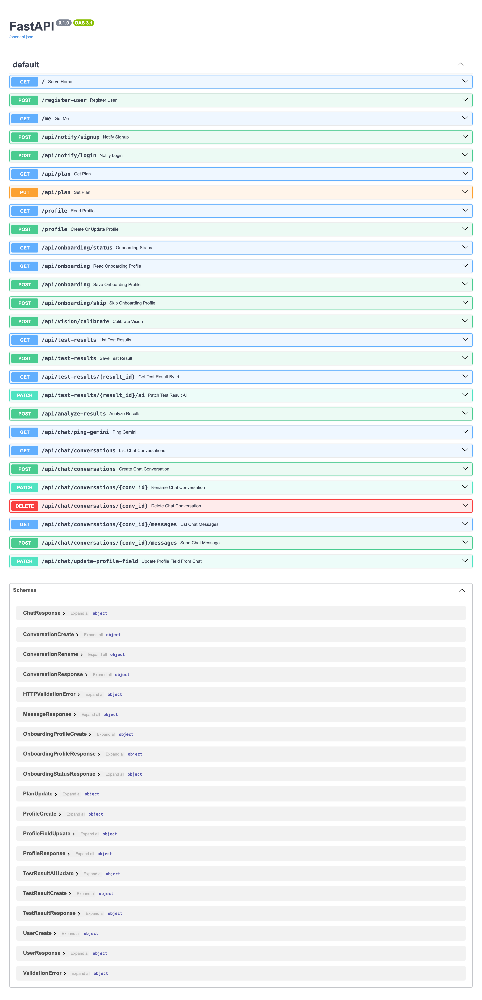 FastAPI 0.1.0 OAS 3.1
/openapi.json
default
GET / Serve Home
POST /register-user Register User
GET /me Get Me
POST /api/notify/signup Notify Signup
POST /api/notify/login Notify Login
GET /api/plan Get Plan
PUT /api/plan Set Plan
GET /profile Read Profile
POST /profile Create Or Update Profile
GET /api/onboarding/status Onboarding Status
GET /api/onboarding Read Onboarding Profile
POST /api/onboarding Save Onboarding Profile
POST /api/onboarding/skip Skip Onboarding Profile
POST /api/vision/calibrate Calibrate Vision
GET /api/test-results List Test Results
POST /api/test-results Save Test Result
GET /api/test-results/{result_id} Get Test Result By Id
PATCH /api/test-results/{result_id}/ai Patch Test Result Ai
POST /api/analyze-results Analyze Results
GET /api/chat/ping-gemini Ping Gemini
GET /api/chat/conversations List Chat Conversations
POST /api/chat/conversations Create Chat Conversation
PATCH /api/chat/conversations/{conv_id} Rename Chat Conversation
DELETE /api/chat/conversations/{conv_id} Delete Chat Conversation
GET /api/chat/conversations/{conv_id}/messages List Chat Messages
POST /api/chat/conversations/{conv_id}/messages Send Chat Message
PATCH /api/chat/update-profile-field Update Profile Field From Chat
Schemas
ChatResponse Expand all object
ConversationCreate Expand all object
ConversationRename Expand all object
ConversationResponse Expand all object
HTTPValidationError Expand all object
MessageResponse Expand all object
OnboardingProfileCreate Expand all object
OnboardingProfileResponse Expand all object
OnboardingStatusResponse Expand all object
PlanUpdate Expand all object
ProfileCreate Expand all object
ProfileFieldUpdate Expand all object
ProfileResponse Expand all object
TestResultAIUpdate Expand all object
TestResultCreate Expand all object
TestResultResponse Expand all object
UserCreate Expand all object
UserResponse Expand all object
ValidationError Expand all object